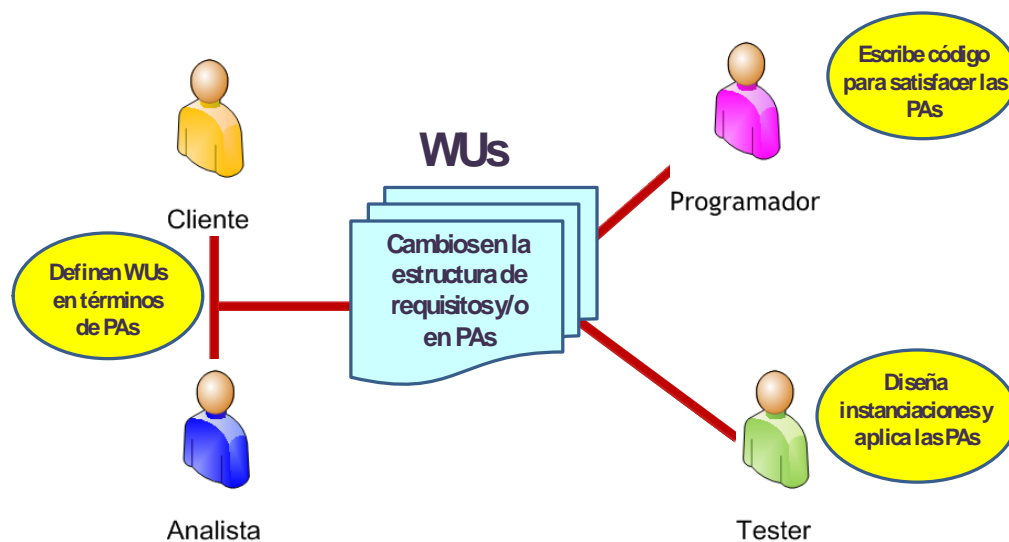 Escribe código
para satisfacer las
PAs
WUs
Cliente
Programador
Definen WUs
en términos
de PAs
Cambios en la
estructura de
requisitos y/o
en PAs
Diseña
instanciaciones y
aplica las PAs
Analista
Tester